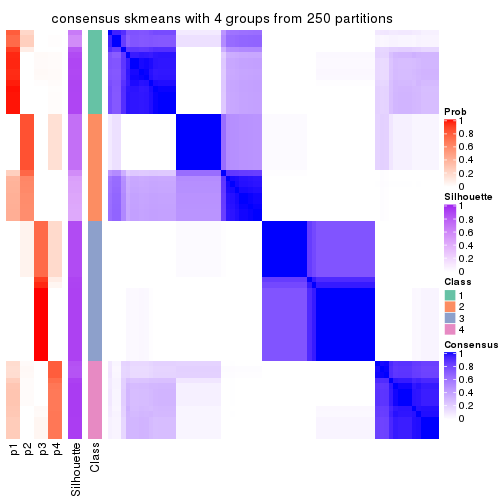 consensus skmeans with 4 groups from 250 partitions
Prob
1
0.8
0.6
0.4
0.2
0
Silhouette
1
0.8
0.6
0.4
0.2
0
Class
1
2
3
4
Consensus
1
0.8
0.6
0.4
0.2
0
p1
p2
p3
p4
Silhouette
Class